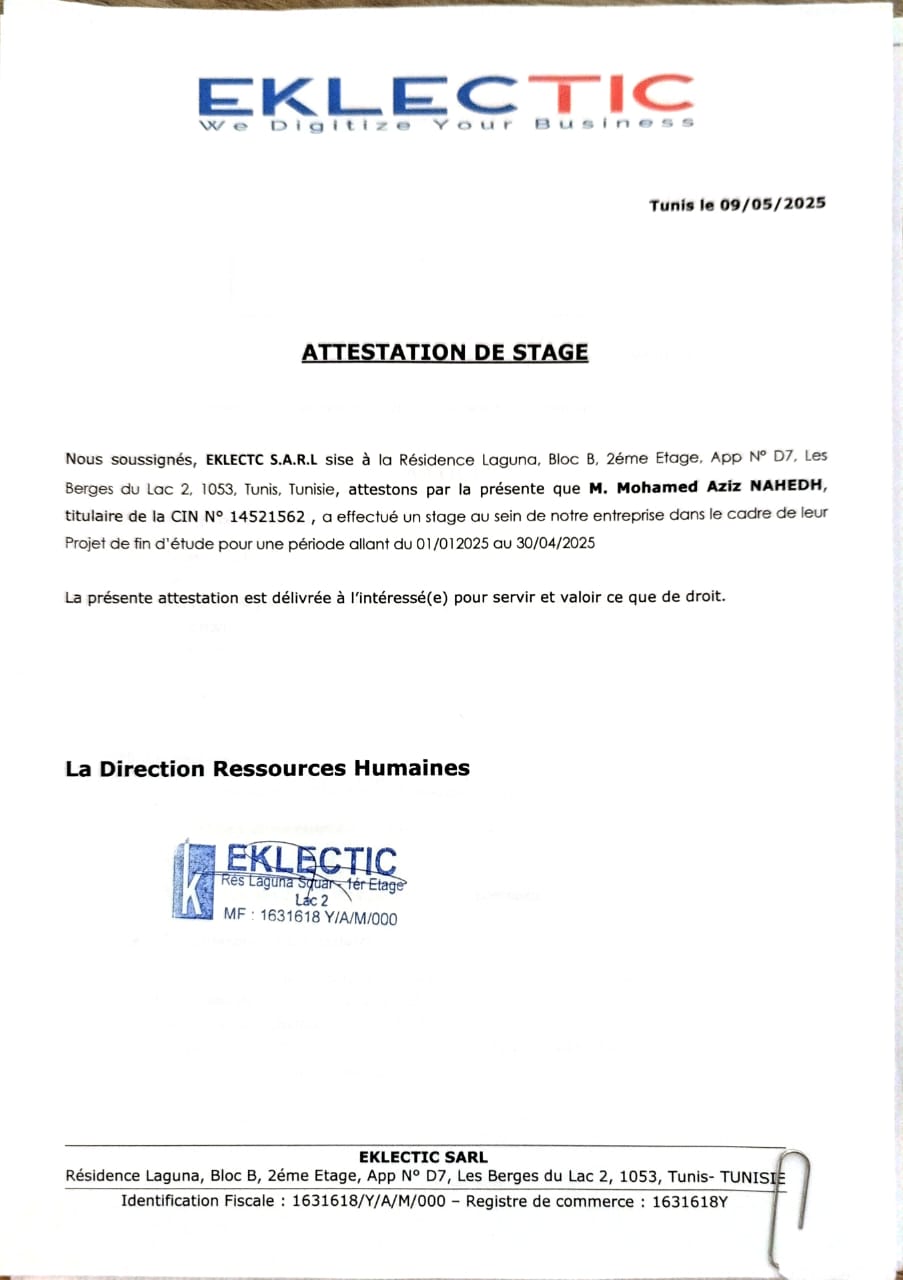 EKLECTIC
We Digitize Your Business
Tunis le 09/05/2025
ATTESTATION DE STAGE
Nous soussignés, EKLECTC S.A.R.L sise à la Résidence Laguna, Bloc B, 2éme Etage, App N° D7, Les
Berges du Lac 2, 1053, Tunis, Tunisie, attestons par la présente que M. Mohamed Aziz NAHEDH,
titulaire de la CIN N° 14521562 , a effectué un stage au sein de notre entreprise dans le cadre de leur
Projet de fin d'étude pour une période allant du 01/012025 au 30/04/2025
La présente attestation est délivrée à l'intéressé(e) pour servir et valoir ce que de droit.
La Direction Ressources Humaines
k
EKLECTIC
Rés Laguna Squar - 1ér Etage
Lac 2
MF : 1631618 Y/A/M/000
EKLECTIC SARL
Résidence Laguna, Bloc B, 2éme Etage, App N° D7, Les Berges du Lac 2, 1053, Tunis- TUNISIE
Identification Fiscale : 1631618/Y/A/M/000 – Registre de commerce : 1631618Y